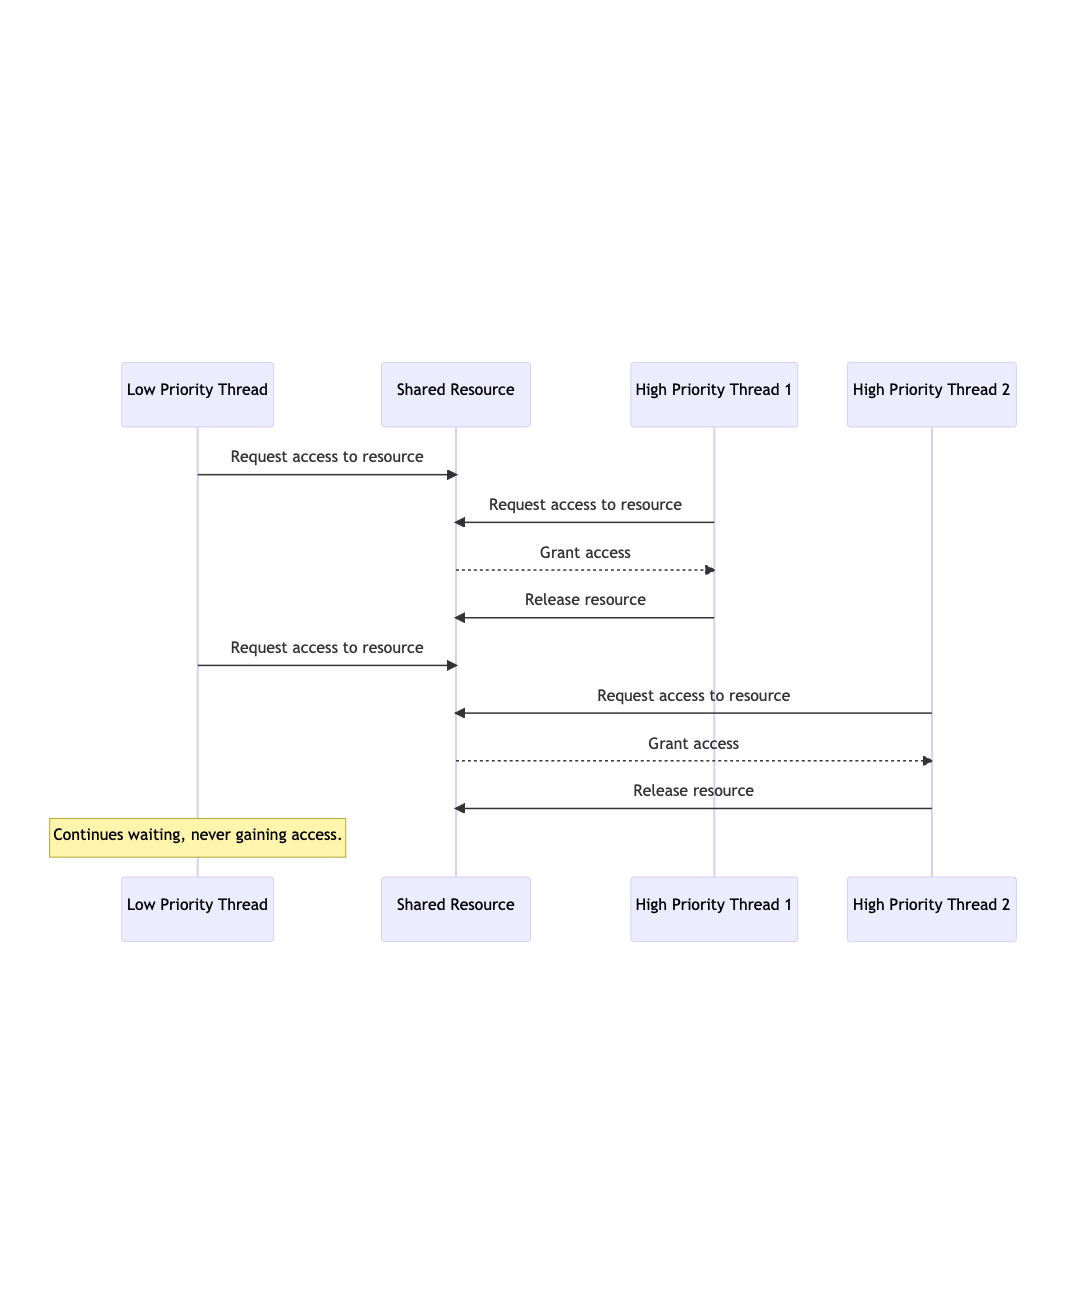 Low Priority Thread
Shared Resource
High Priority Thread 1
High Priority Thread 2
Request access to resource
Request access to resource
Grant access
Release resource
Request access to resource
Request access to resource
Grant access
Release resource
Continues waiting, never gaining access.
Low Priority Thread
Shared Resource
High Priority Thread 1
High Priority Thread 2